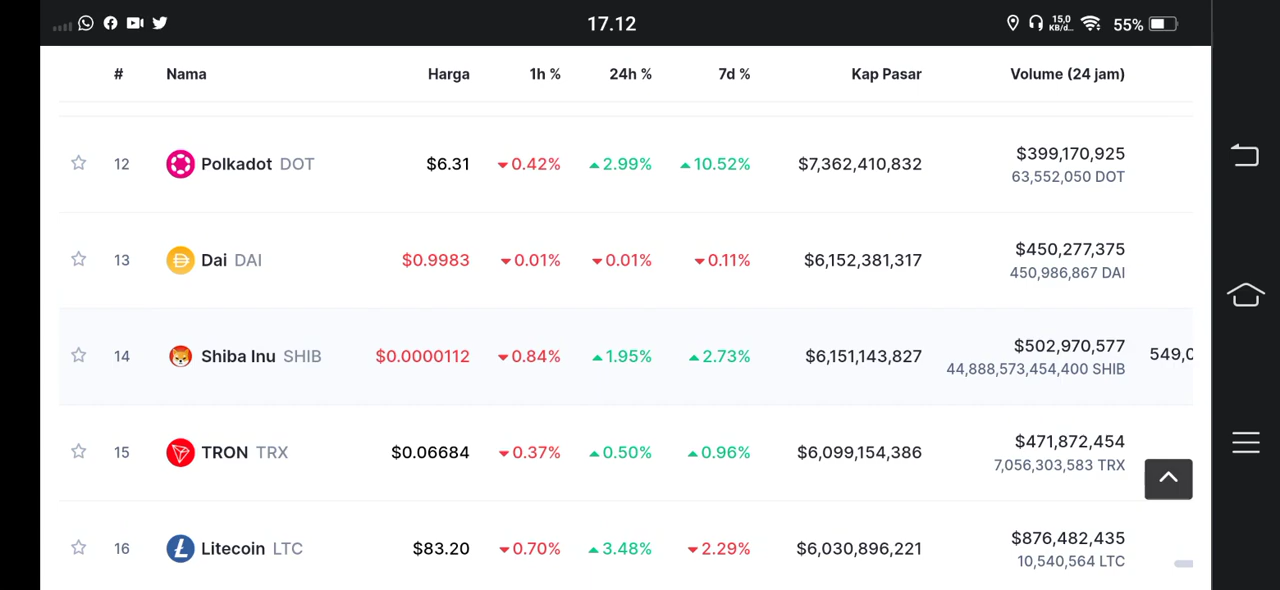 17.12
15,0
KB/d...
55%
# Nama Harga 1h % 24h % 7d % Kap Pasar Volume (24 jam)
12 Polkadot DOT $6.31 0.42% 2.99% 10.52% $7,362,410,832 $399,170,925
63,552,050 DOT
13 Dai DAI $0.9983 0.01% 0.01% 0.11% $6,152,381,317 $450,277,375
450,986,867 DAI
14 Shiba Inu SHIB $0.0000112 0.84% 1.95% 2.73% $6,151,143,827 $502,970,577 549,0
44,888,573,454,400 SHIB
15 TRON TRX $0.06684 0.37% 0.50% 0.96% $6,099,154,386 $471,872,454
7,056,303,583 TRX
16 Litecoin LTC $83.20 0.70% 3.48% 2.29% $6,030,896,221 $876,482,435
10,540,564 LTC